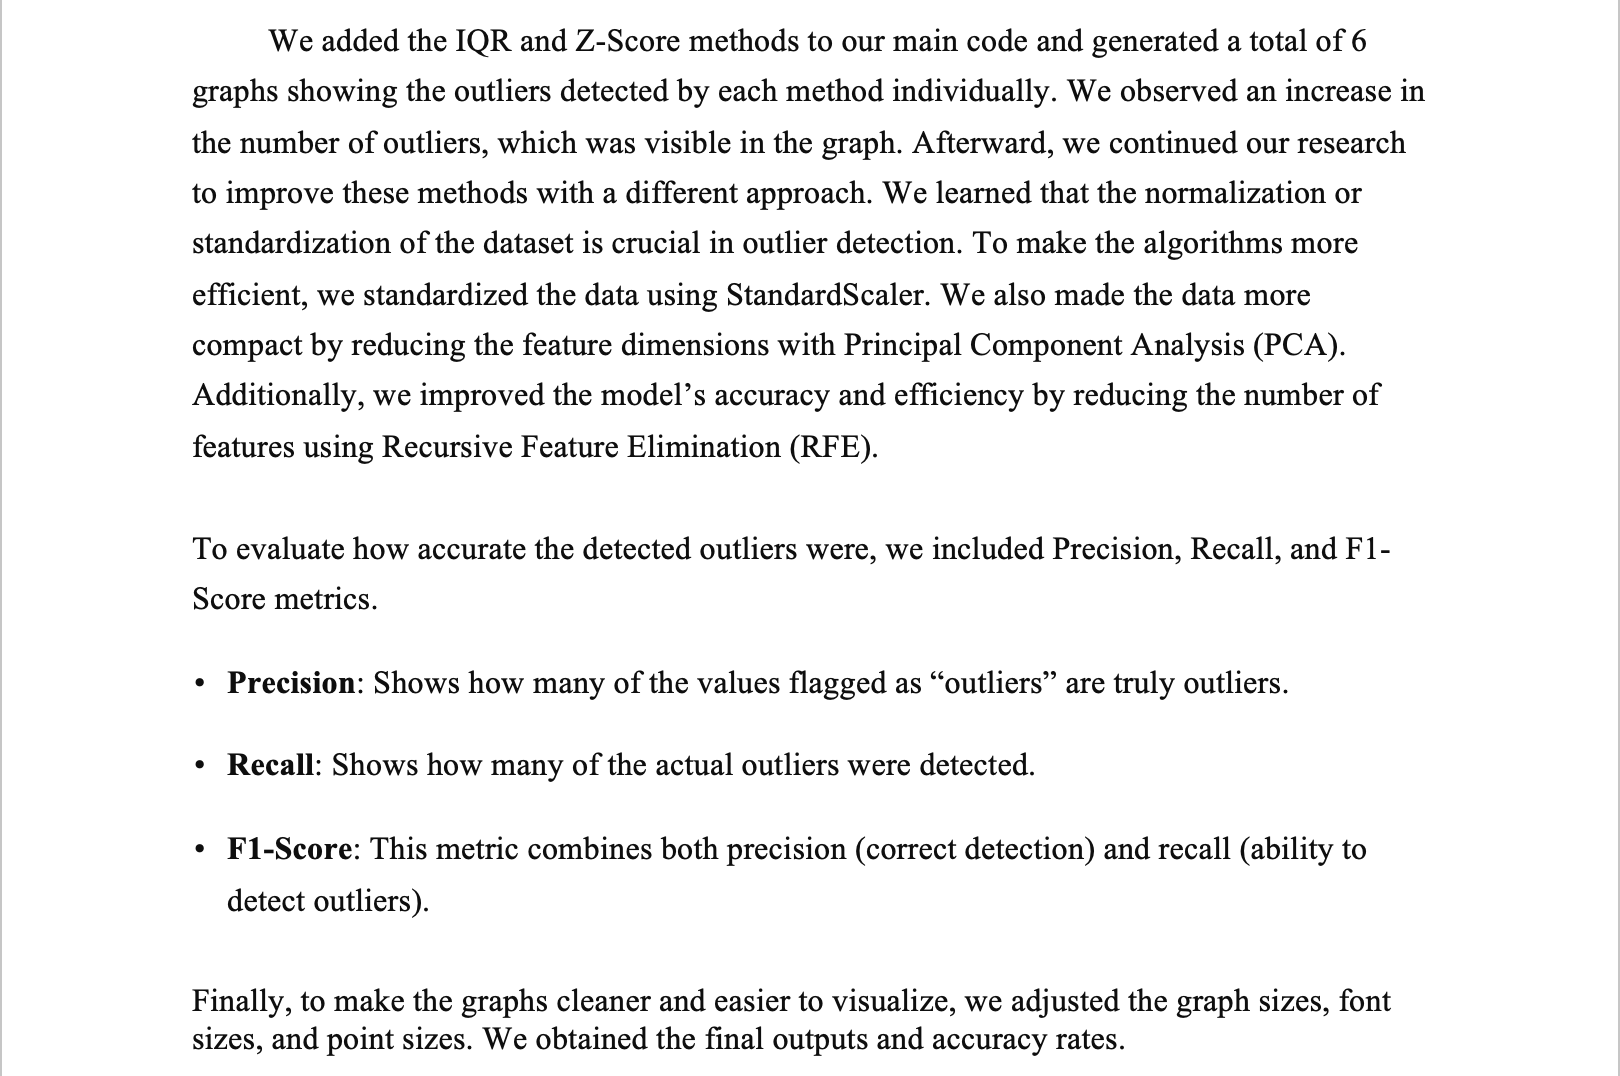 We added the IQR and Z-Score methods to our main code and generated a total of 6
graphs showing the outliers detected by each method individually. We observed an increase in
the number of outliers, which was visible in the graph. Afterward, we continued our research
to improve these methods with a different approach. We learned that the normalization or
standardization of the dataset is crucial in outlier detection. To make the algorithms more
efficient, we standardized the data using StandardScaler. We also made the data more
compact by reducing the feature dimensions with Principal Component Analysis (PCA).
Additionally, we improved the model’s accuracy and efficiency by reducing the number of
features using Recursive Feature Elimination (RFE).
To evaluate how accurate the detected outliers were, we included Precision, Recall, and F1-
Score metrics.
• Precision: Shows how many of the values flagged as “outliers” are truly outliers.
• Recall: Shows how many of the actual outliers were detected.
• F1-Score: This metric combines both precision (correct detection) and recall (ability to
detect outliers).
Finally, to make the graphs cleaner and easier to visualize, we adjusted the graph sizes, font
sizes, and point sizes. We obtained the final outputs and accuracy rates.